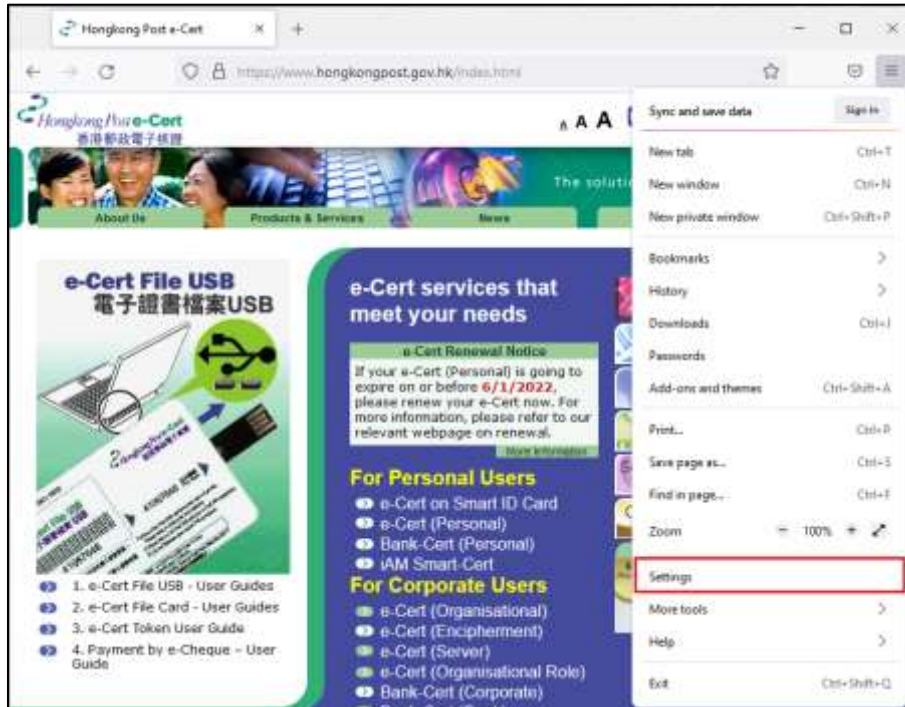 Hongkong Post e-Cert
https://www.hongkongpost.gov.hk/index.html
Hongkong Post e-Cert
香港郵政電子核證
A A A
The soluti
About Us
Products & Services
News
e-Cert File USB
電子證書檔案USB
Hongkong Post e-Cert
1. e-Cert File USB - User Guides
2. e-Cert File Card - User Guides
3. e-Cert Token User Guide
4. Payment by e-Cheque – User
Guide
e-Cert services that
meet your needs
e-Cert Renewal Notice
If your e-Cert (Personal) is going to
expire on or before 6/1/2022,
please renew your e-Cert now. For
more information, please refer to our
relevant webpage on renewal.
More Information
For Personal Users
e-Cert on Smart ID Card
e-Cert (Personal)
Bank-Cert (Personal)
iAM Smart-Cert
For Corporate Users
e-Cert (Organisational)
e-Cert (Encipherment)
e-Cert (Server)
e-Cert (Organisational Role)
Bank-Cert (Corporate)
Sync and save data Sign In
New tab Ctrl+T
New window Ctrl+N
New private window Ctrl+Shift+P
Bookmarks
History
Downloads Ctrl+J
Passwords
Add-ons and themes Ctrl+Shift+A
Print... Ctrl+P
Save page as... Ctrl+S
Find in page... Ctrl+F
Zoom − 100% +
Settings
More tools
Help
Exit Ctrl+Shift+Q